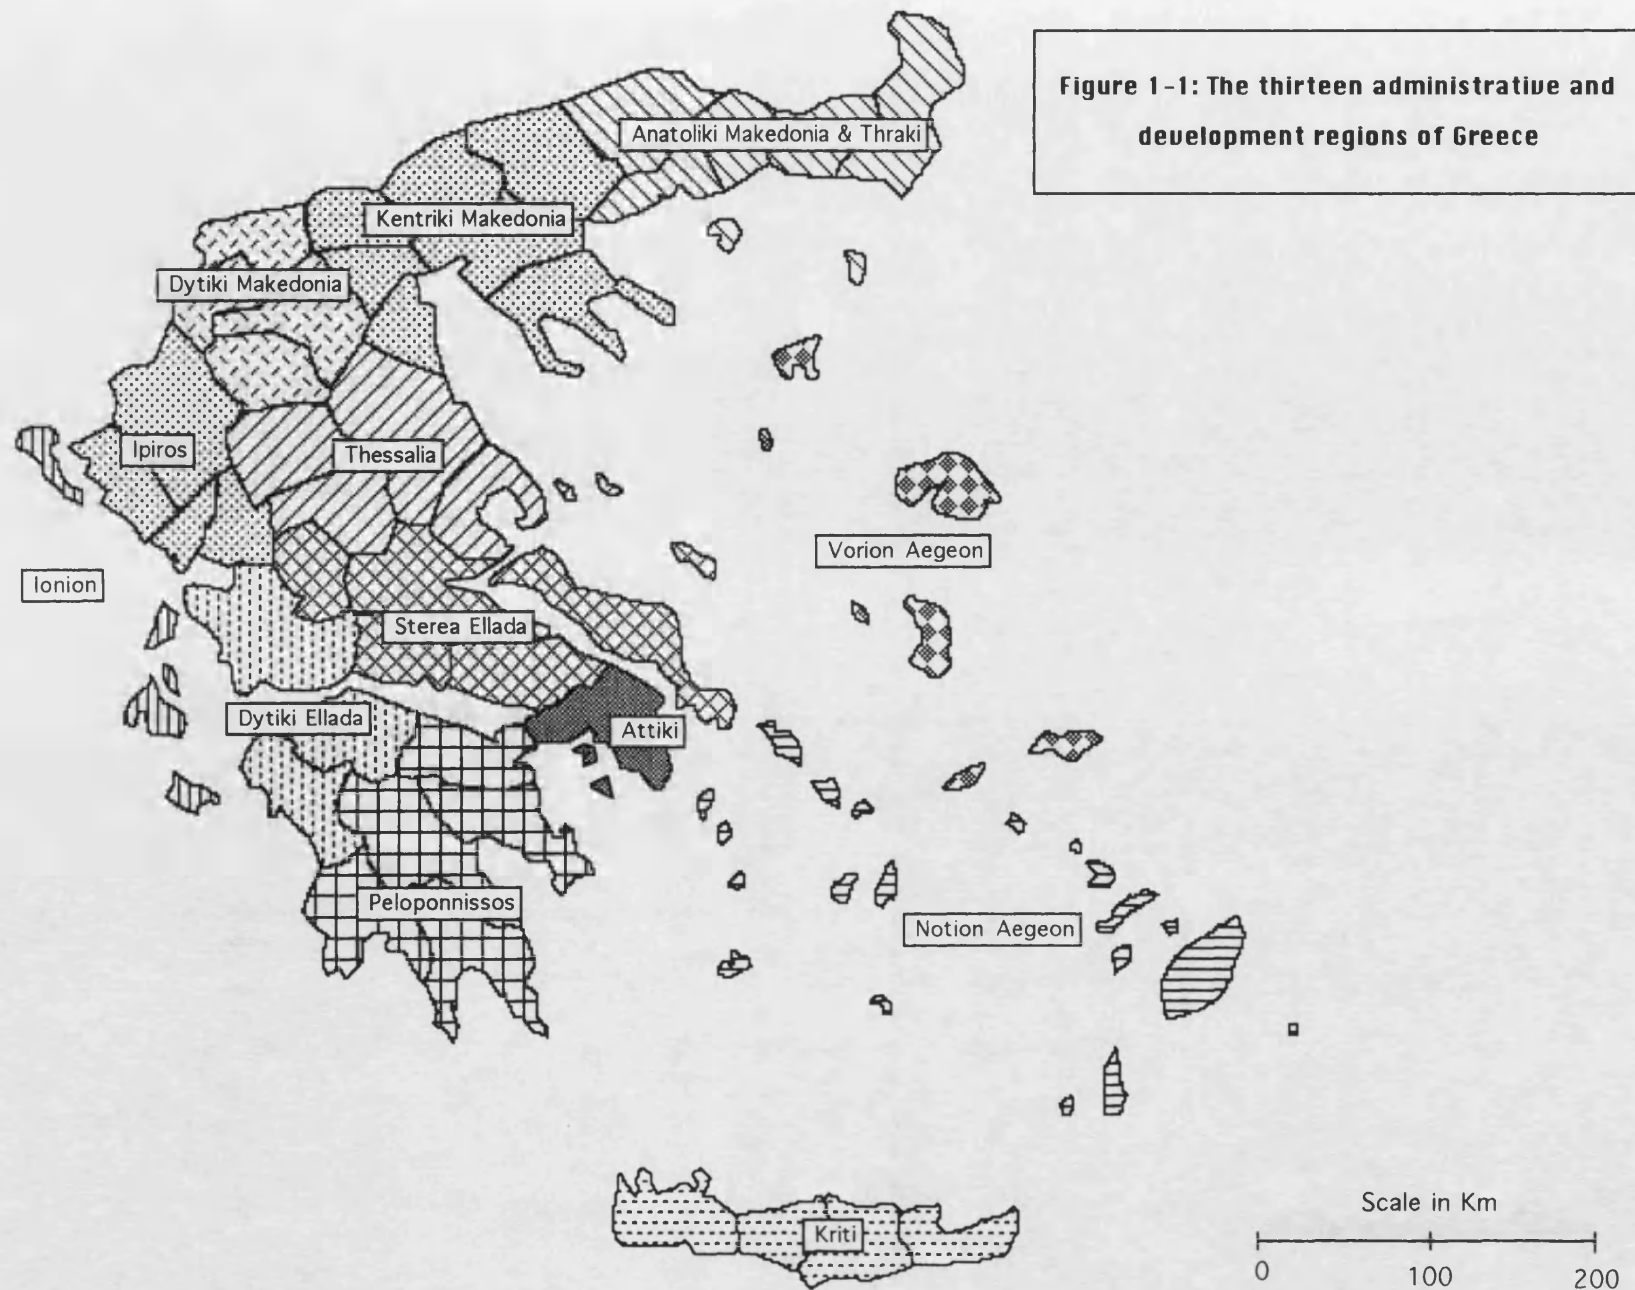 Figure 1-1: The thirteen administrative and
development regions of Greece
Anatoliki Makedonia & Thraki
Kentriki Makedonia
Dytiki Makedonia
Ipiros
Thessalia
Vorion Aegeon
Ionion
Sterea Ellada
Dytiki Ellada
Attiki
Peloponnissos
Notion Aegeon
Scale in Km
Kriti
0 100 200